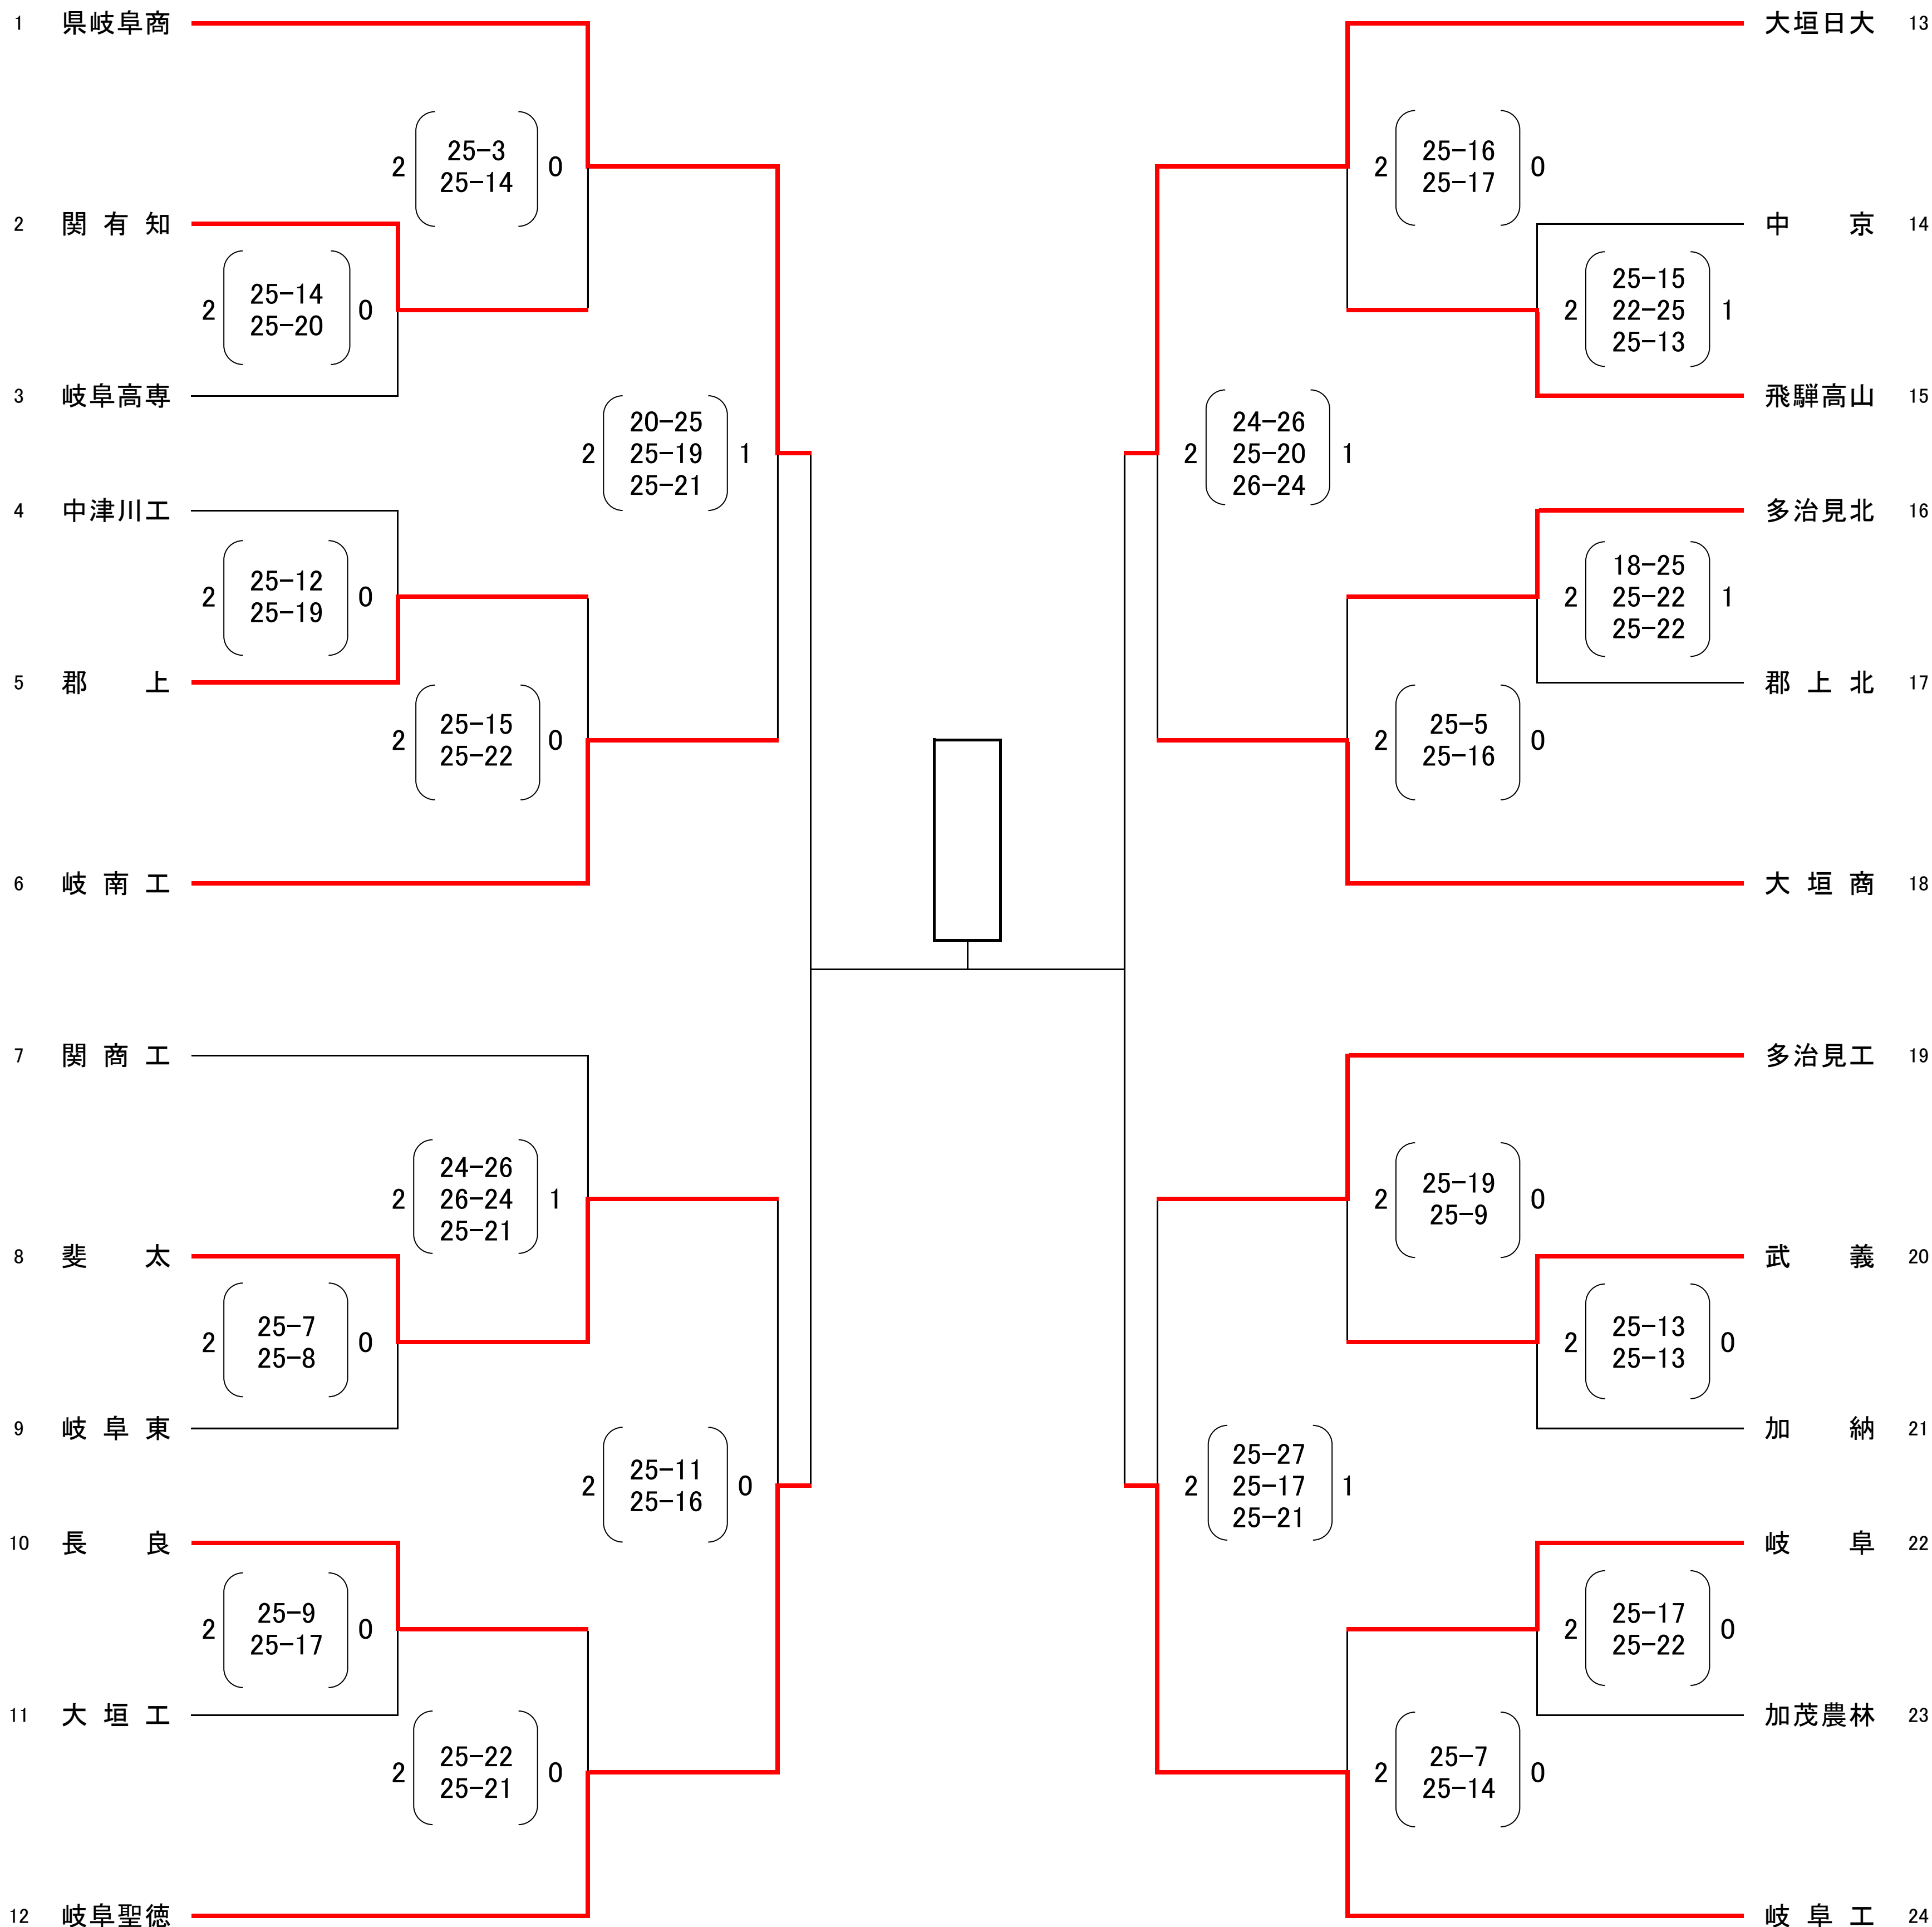 1 県岐阜商
2 ( 25-3 25-14 ) 0
2 関有知
2 ( 25-14 25-20 ) 0
3 岐阜高専
2 ( 20-25 25-19 25-21 ) 1
4 中津川工
2 ( 25-12 25-19 ) 0
5 郡上
2 ( 25-15 25-22 ) 0
6 岐南工
7 関商工
2 ( 24-26 26-24 25-21 ) 1
8 斐太
2 ( 25-7 25-8 ) 0
9 岐阜東
2 ( 25-11 25-16 ) 0
10 長良
2 ( 25-9 25-17 ) 0
11 大垣工
2 ( 25-22 25-21 ) 0
12 岐阜聖徳
大垣日大 13
2 ( 25-16 25-17 ) 0
中京 14
2 ( 25-15 22-25 25-13 ) 1
飛騨高山 15
2 ( 24-26 25-20 26-24 ) 1
多治見北 16
2 ( 18-25 25-22 25-22 ) 1
郡上北 17
2 ( 25-5 25-16 ) 0
大垣商 18
多治見工 19
2 ( 25-19 25-9 ) 0
武義 20
2 ( 25-13 25-13 ) 0
加納 21
2 ( 25-27 25-17 25-21 ) 1
岐阜 22
2 ( 25-17 25-22 ) 0
加茂農林 23
2 ( 25-7 25-14 ) 0
岐阜工 24